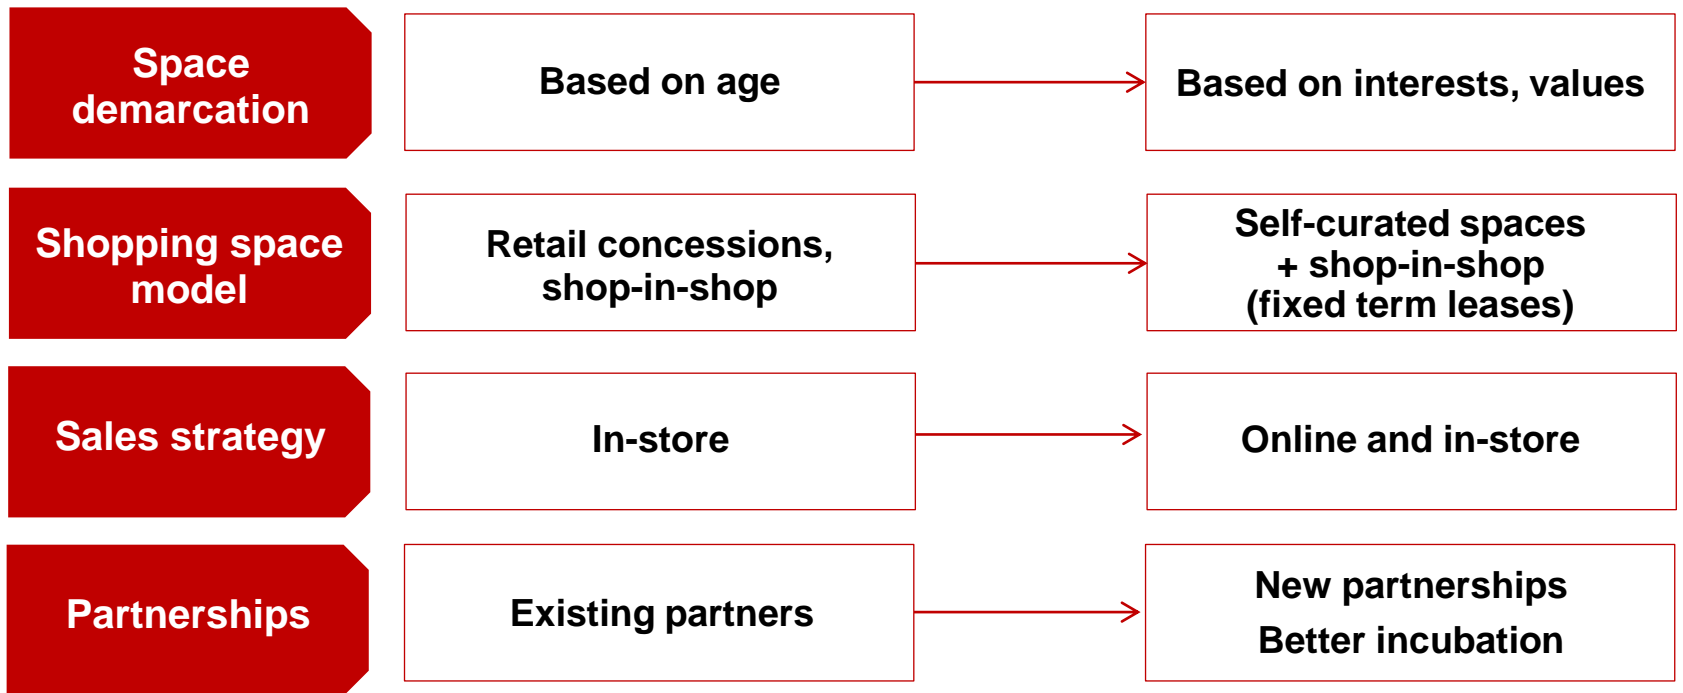 Space
demarcation
Based on age
Based on interests, values
Shopping space
model
Retail concessions,
shop-in-shop
Self-curated spaces
+ shop-in-shop
(fixed term leases)
Sales strategy
In-store
Online and in-store
Partnerships
Existing partners
New partnerships
Better incubation